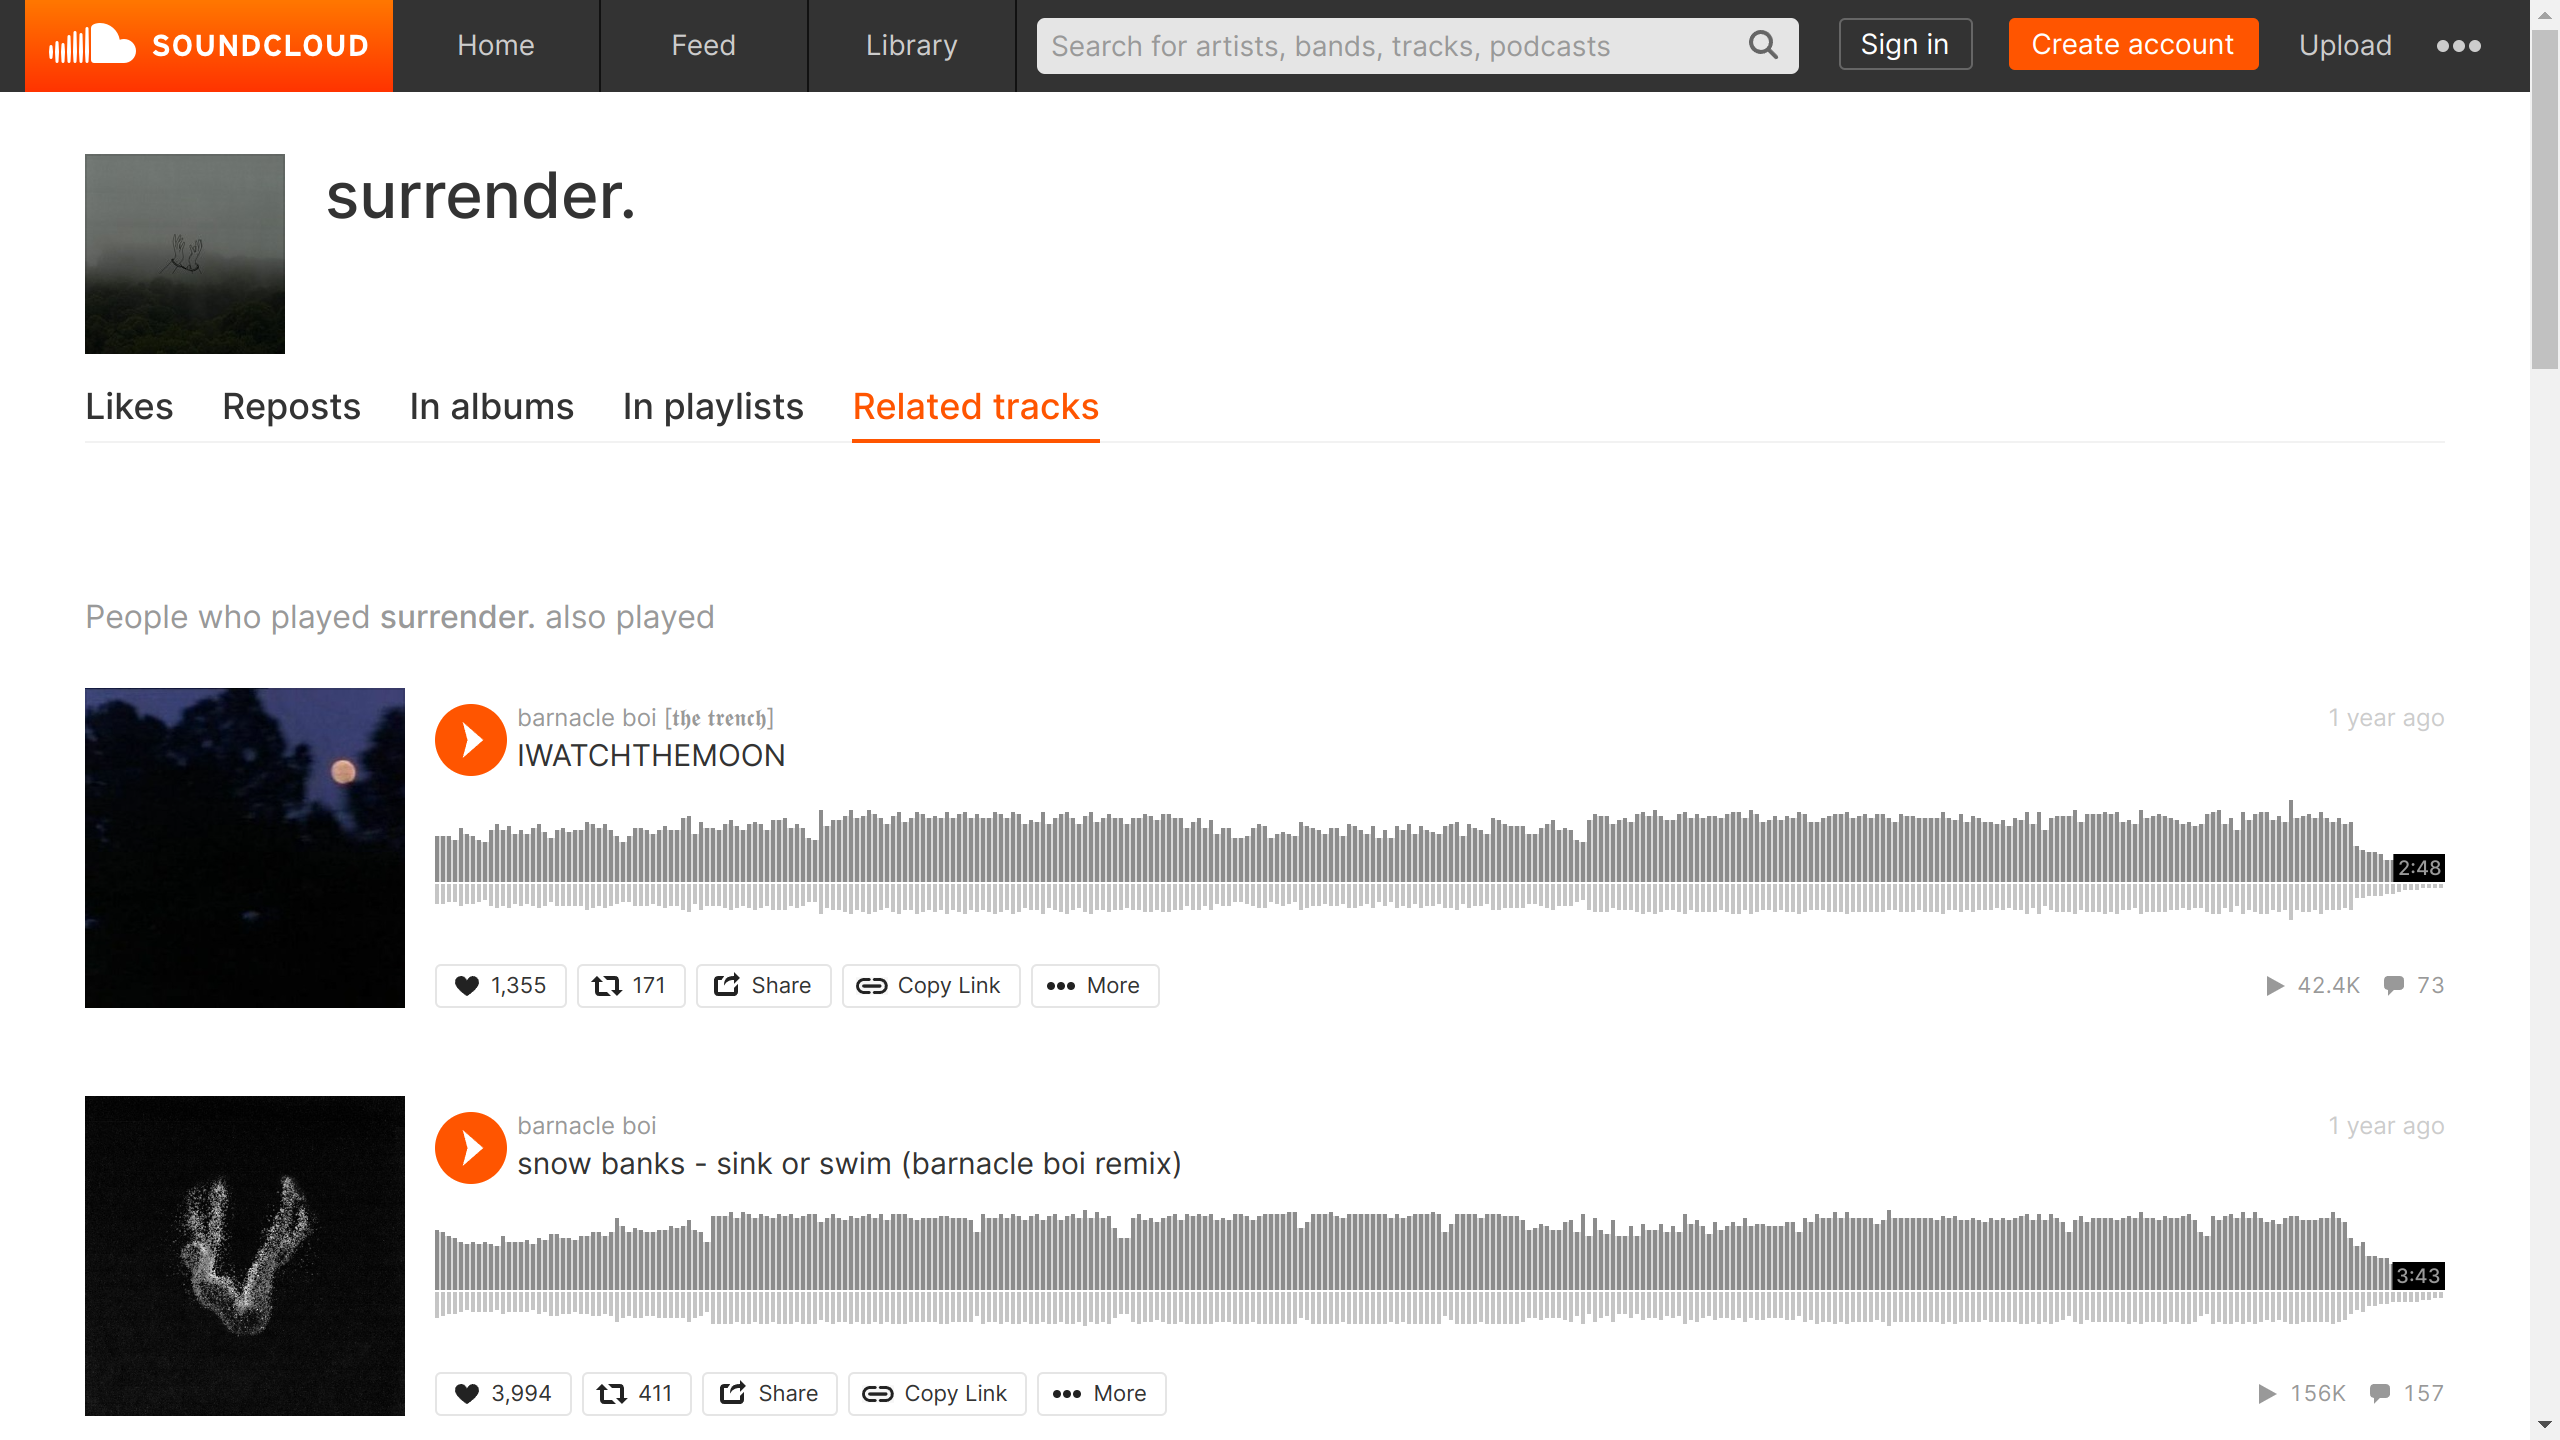 SOUNDCLOUD Home Feed Library Search for artists, bands, tracks, podcasts Sign in Create account Upload
surrender.
Likes Reposts In albums In playlists Related tracks
People who played surrender. also played
barnacle boi [𝖙𝖍𝖊 𝖙𝖗𝖊𝖓𝖈𝖍] 1 year ago
IWATCHTHEMOON
2:48
1,355 171 Share Copy Link More 42.4K 73
barnacle boi 1 year ago
snow banks - sink or swim (barnacle boi remix)
3:43
3,994 411 Share Copy Link More 156K 157